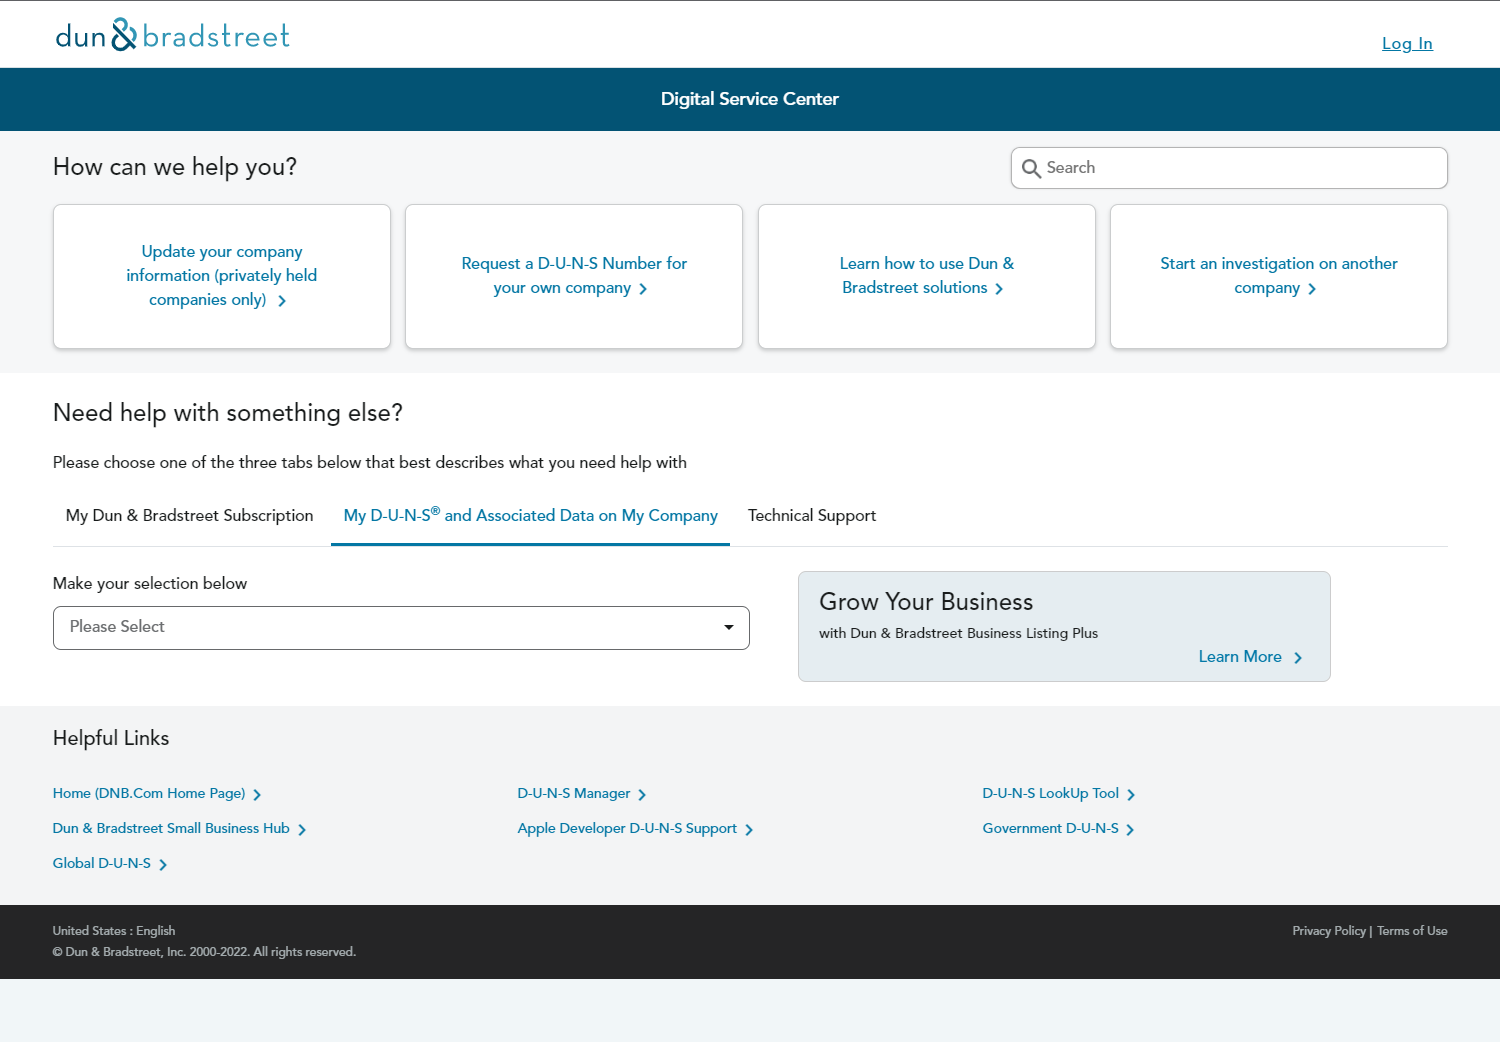 dun & bradstreet
Log In
Digital Service Center
How can we help you?
Search
Update your company
information (privately held
companies only)
Request a D-U-N-S Number for
your own company
Learn how to use Dun &
Bradstreet solutions
Start an investigation on another
company
Need help with something else?
Please choose one of the three tabs below that best describes what you need help with
My Dun & Bradstreet Subscription
My D-U-N-S® and Associated Data on My Company
Technical Support
Make your selection below
Please Select
Grow Your Business
with Dun & Bradstreet Business Listing Plus
Learn More
Helpful Links
Home (DNB.Com Home Page)
D-U-N-S Manager
D-U-N-S LookUp Tool
Dun & Bradstreet Small Business Hub
Apple Developer D-U-N-S Support
Government D-U-N-S
Global D-U-N-S
United States : English
Privacy Policy | Terms of Use
© Dun & Bradstreet, Inc. 2000-2022. All rights reserved.